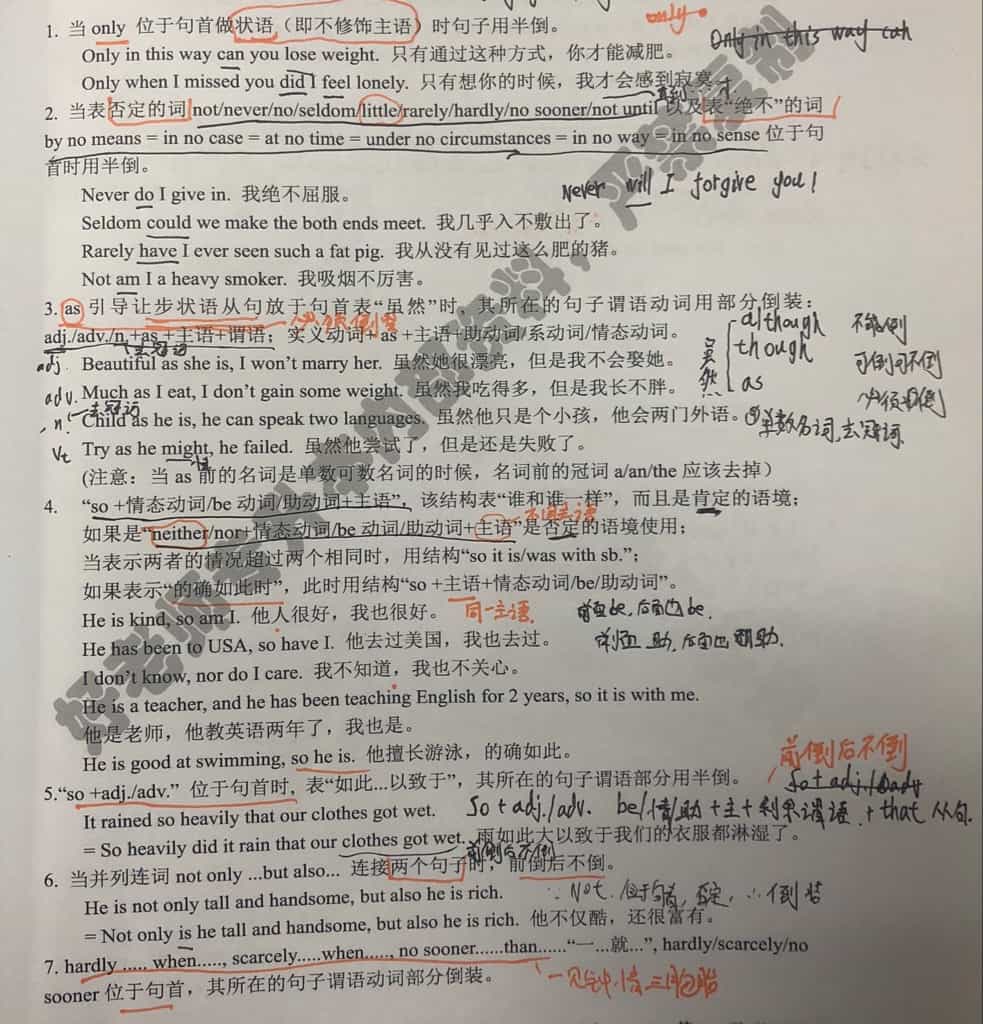 only.
1. 当 only 位于句首做状语（即不修饰主语）时句子用半倒。
Only in this way can
Only in this way can you lose weight. 只有通过这种方式，你才能减肥。
Only when I missed you did I feel lonely. 只有想你的时候，我才会感到寂寞。
直到 才
2. 当表否定的词 not/never/no/seldom/little/rarely/hardly/no sooner/not until 以及表“绝不”的词
by no means = in no case = at no time = under no circumstances = in no way = in no sense 位于句
首时用半倒。
Never will I forgive you!
Never do I give in. 我绝不屈服。
Seldom could we make the both ends meet. 我几乎入不敷出了。
Rarely have I ever seen such a fat pig. 我从没有见过这么肥的猪。
Not am I a heavy smoker. 我吸烟不厉害。
3. as 引导让步状语从句放于句首表“虽然”时，其所在的句子谓语动词用部分倒装：
必须倒装
adj./adv/n.+as+主语+谓语；实义动词+as+主语+助动词/系动词/情态动词。
去冠词
虽然 although 不能倒
though 可倒可不倒
as 必须倒
adj. Beautiful as she is, I won’t marry her. 虽然她很漂亮，但是我不会娶她。
adv. Much as I eat, I don’t gain some weight. 虽然我吃得多，但是我长不胖。
去冠词
n. Child as he is, he can speak two languages. 虽然他只是个小孩，他会两门外语。
单数名词,去冠词
Vt Try as he might, he failed. 虽然他尝试了，但是还是失败了。
(注意：当 as 前的名词是单数可数名词的时候，名词前的冠词 a/an/the 应该去掉）
4. “so +情态动词/be 动词/助动词+主语”，该结构表“谁和谁一样”，而且是肯定的语境；
不同主语
如果是“neither/nor+情态动词/be 动词/助动词+主语”是否定的语境使用；
当表示两者的情况超过两个相同时，用结构“so it is/was with sb.”；
如果表示“的确如此时”，此时用结构“so +主语+情态动词/be/助动词”。
同一主语.
He is kind, so am I. 他人很好，我也很好。
前面be,后面也be.
He has been to USA, so have I. 他去过美国，我也去过。
前面助,后面也助.
I don’t know, nor do I care. 我不知道，我也不关心。
He is a teacher, and he has been teaching English for 2 years, so it is with me.
他是老师，他教英语两年了，我也是。
He is good at swimming, so he is. 他擅长游泳，的确如此。
前倒后不倒
5.“so +adj./adv.” 位于句首时, 表“如此...以致于”，其所在的句子谓语部分用半倒。
So + adj./adv
It rained so heavily that our clothes got wet.
So + adj./adv. be/情/助 + 主 + 剩余谓语 + that 从句.
= So heavily did it rain that our clothes got wet. 雨如此大以致于我们的衣服都淋湿了。
前倒后不倒
6. 当并列连词 not only ...but also... 连接两个句子时，前倒后不倒。
He is not only tall and handsome, but also he is rich.
∵ Not 位于句首,否定,∴倒装
= Not only is he tall and handsome, but also he is rich. 他不仅酷，还很富有。
7. hardly ..... when....., scarcely.....when....., no sooner......than......“一...就...”, hardly/scarcely/no
sooner 位于句首，其所在的句子谓语动词部分倒装。
一见钟情三胞胎
好老师
资料，严禁复制